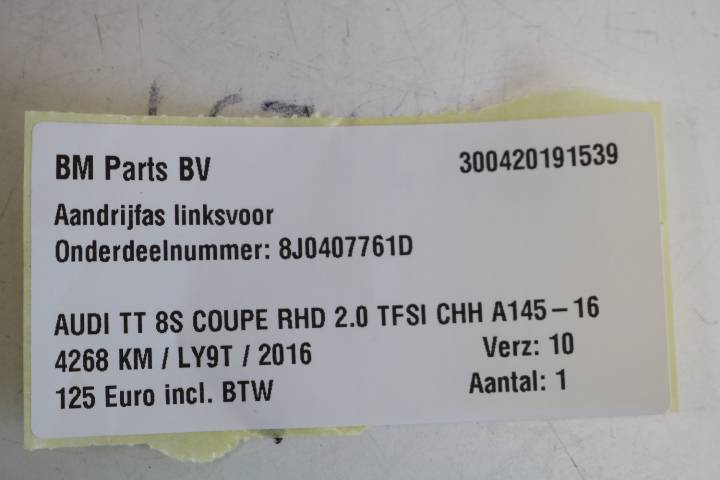 BM Parts BV 300420191539
Aandrijfas linksvoor
Onderdeelnummer: 8J0407761D
AUDI TT 8S COUPE RHD 2.0 TFSI CHH A145 – 16
4268 KM / LY9T / 2016 Verz: 10
125 Euro incl. BTW Aantal: 1